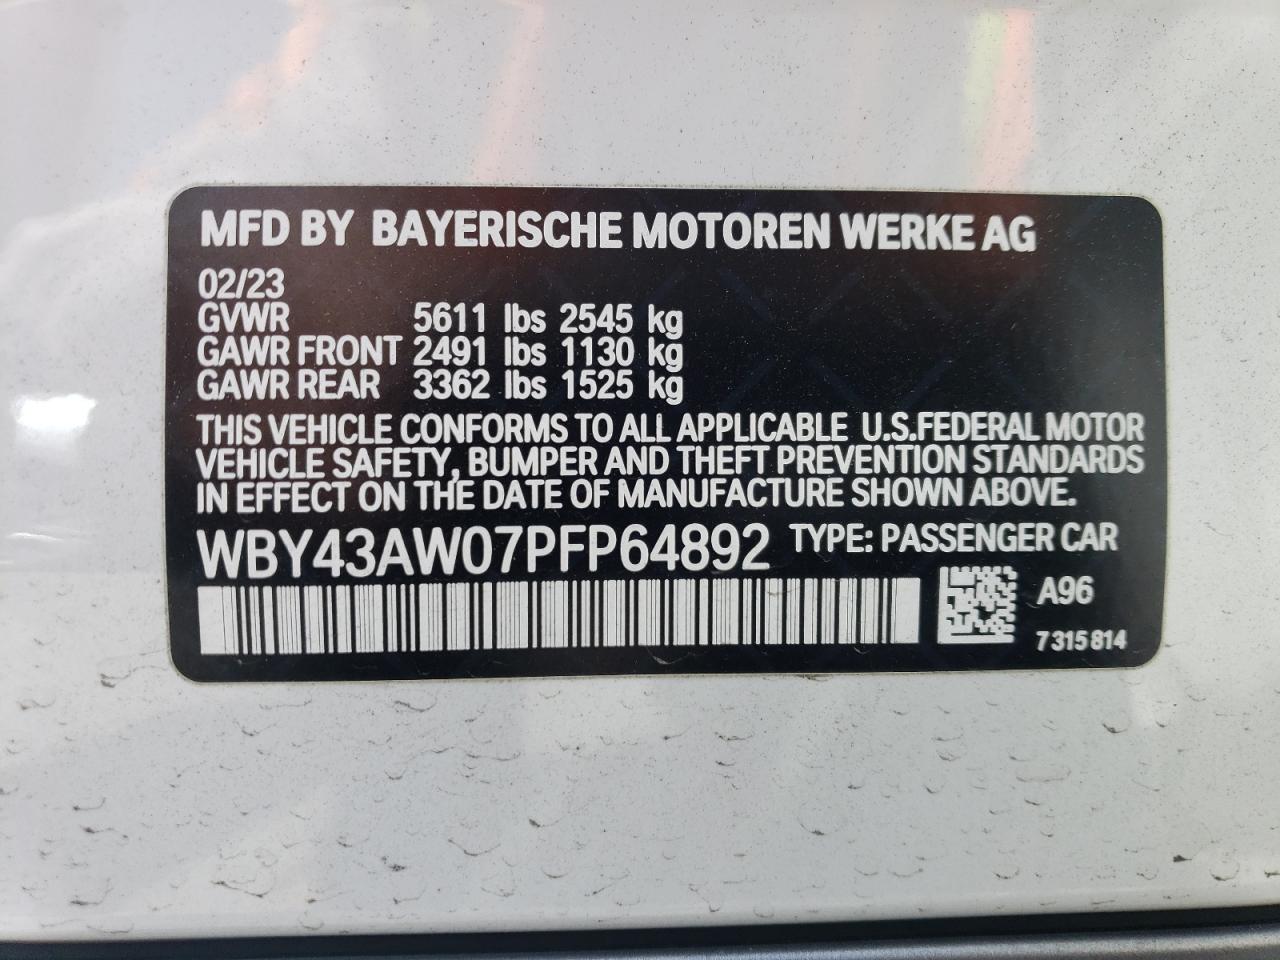 MFD BY BAYERISCHE MOTOREN WERKE AG
02/23
GVWR 5611 lbs 2545 kg
GAWR FRONT 2491 lbs 1130 kg
GAWR REAR 3362 lbs 1525 kg
THIS VEHICLE CONFORMS TO ALL APPLICABLE U.S.FEDERAL MOTOR
VEHICLE SAFETY, BUMPER AND THEFT PREVENTION STANDARDS
IN EFFECT ON THE DATE OF MANUFACTURE SHOWN ABOVE.
WBY43AW07PFP64892 TYPE: PASSENGER CAR
A96
7 315 814